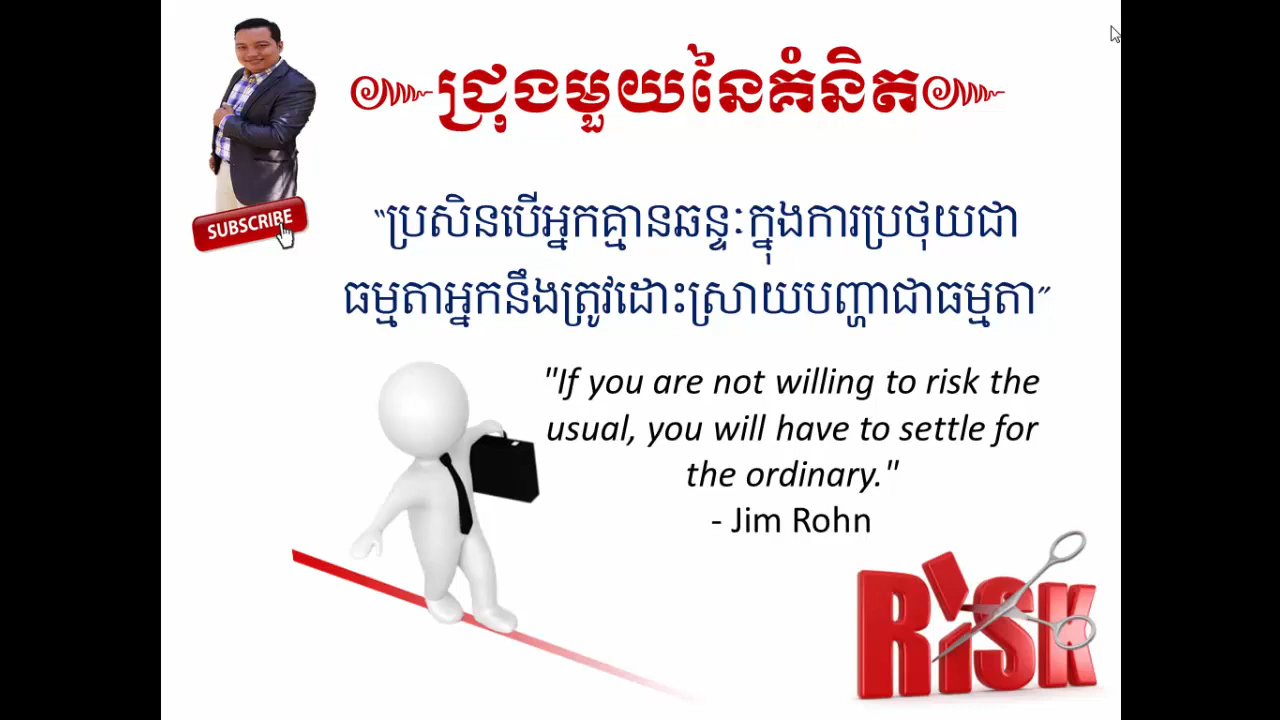 ជ្រុងមួយនៃគំនិត
SUBSCRIBE
“ប្រសិនបើអ្នកគ្មានឆន្ទៈក្នុងការប្រថុយជា
ធម្មតាអ្នកនឹងត្រូវដោះស្រាយបញ្ហាជាធម្មតា”
"If you are not willing to risk the
usual, you will have to settle for
the ordinary."
- Jim Rohn
RiSK